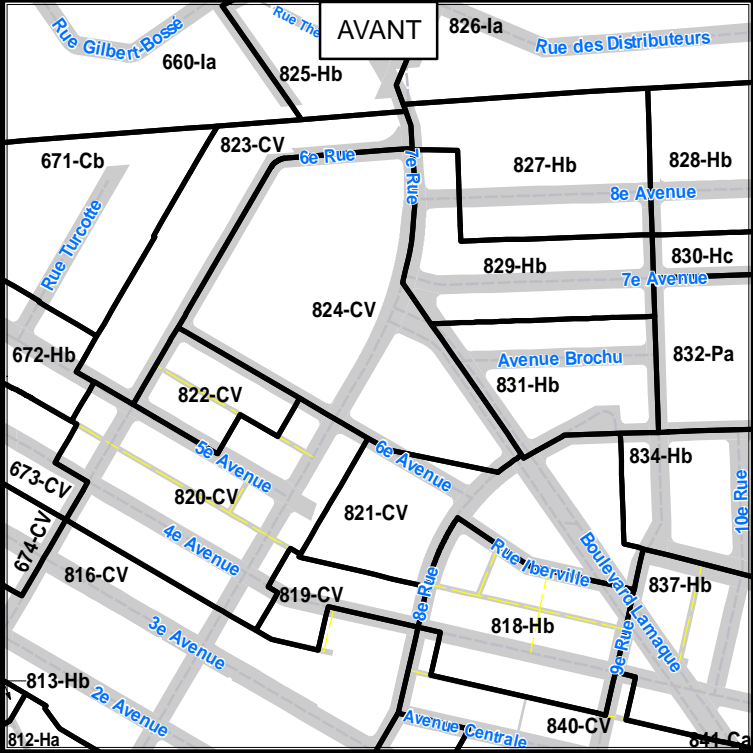 AVANT
Rue Gilbert-Bossé
Rue The
826-Ia
Rue des Distributeurs
660-Ia
825-Hb
671-Cb
823-CV
6e Rue
7e Rue
827-Hb
828-Hb
8e Avenue
Rue Turcotte
829-Hb
830-Hc
7e Avenue
824-CV
672-Hb
Avenue Brochu
832-Pa
831-Hb
822-CV
5e Avenue
6e Avenue
834-Hb
10e Rue
673-CV
820-CV
821-CV
674-CV
4e Avenue
Rue Iberville
Boulevard Lamaque
816-CV
819-CV
8e Rue
837-Hb
818-Hb
3e Avenue
9e Rue
813-Hb
2e Avenue
Avenue Centrale
840-CV
812-Ha
841-Ca